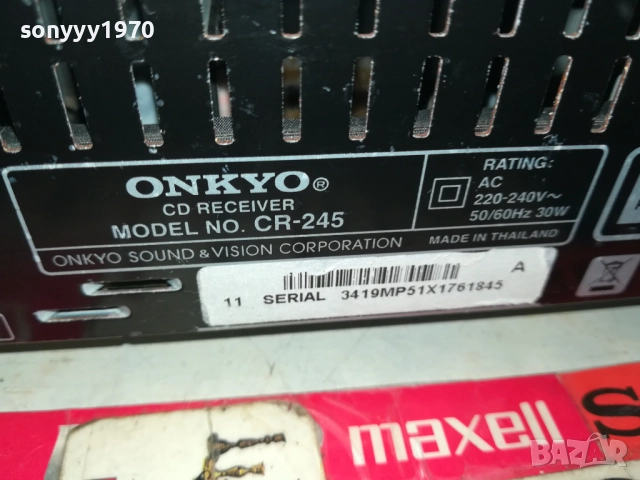 sonyyy1970
ONKYO®
CD RECEIVER
MODEL NO. CR-245
RATING:
AC
220-240V~
50/60Hz 30W
MADE IN THAILAND
ONKYO SOUND & VISION CORPORATION
A
11 SERIAL 3419MP51X1761845
maxell
BAZAR